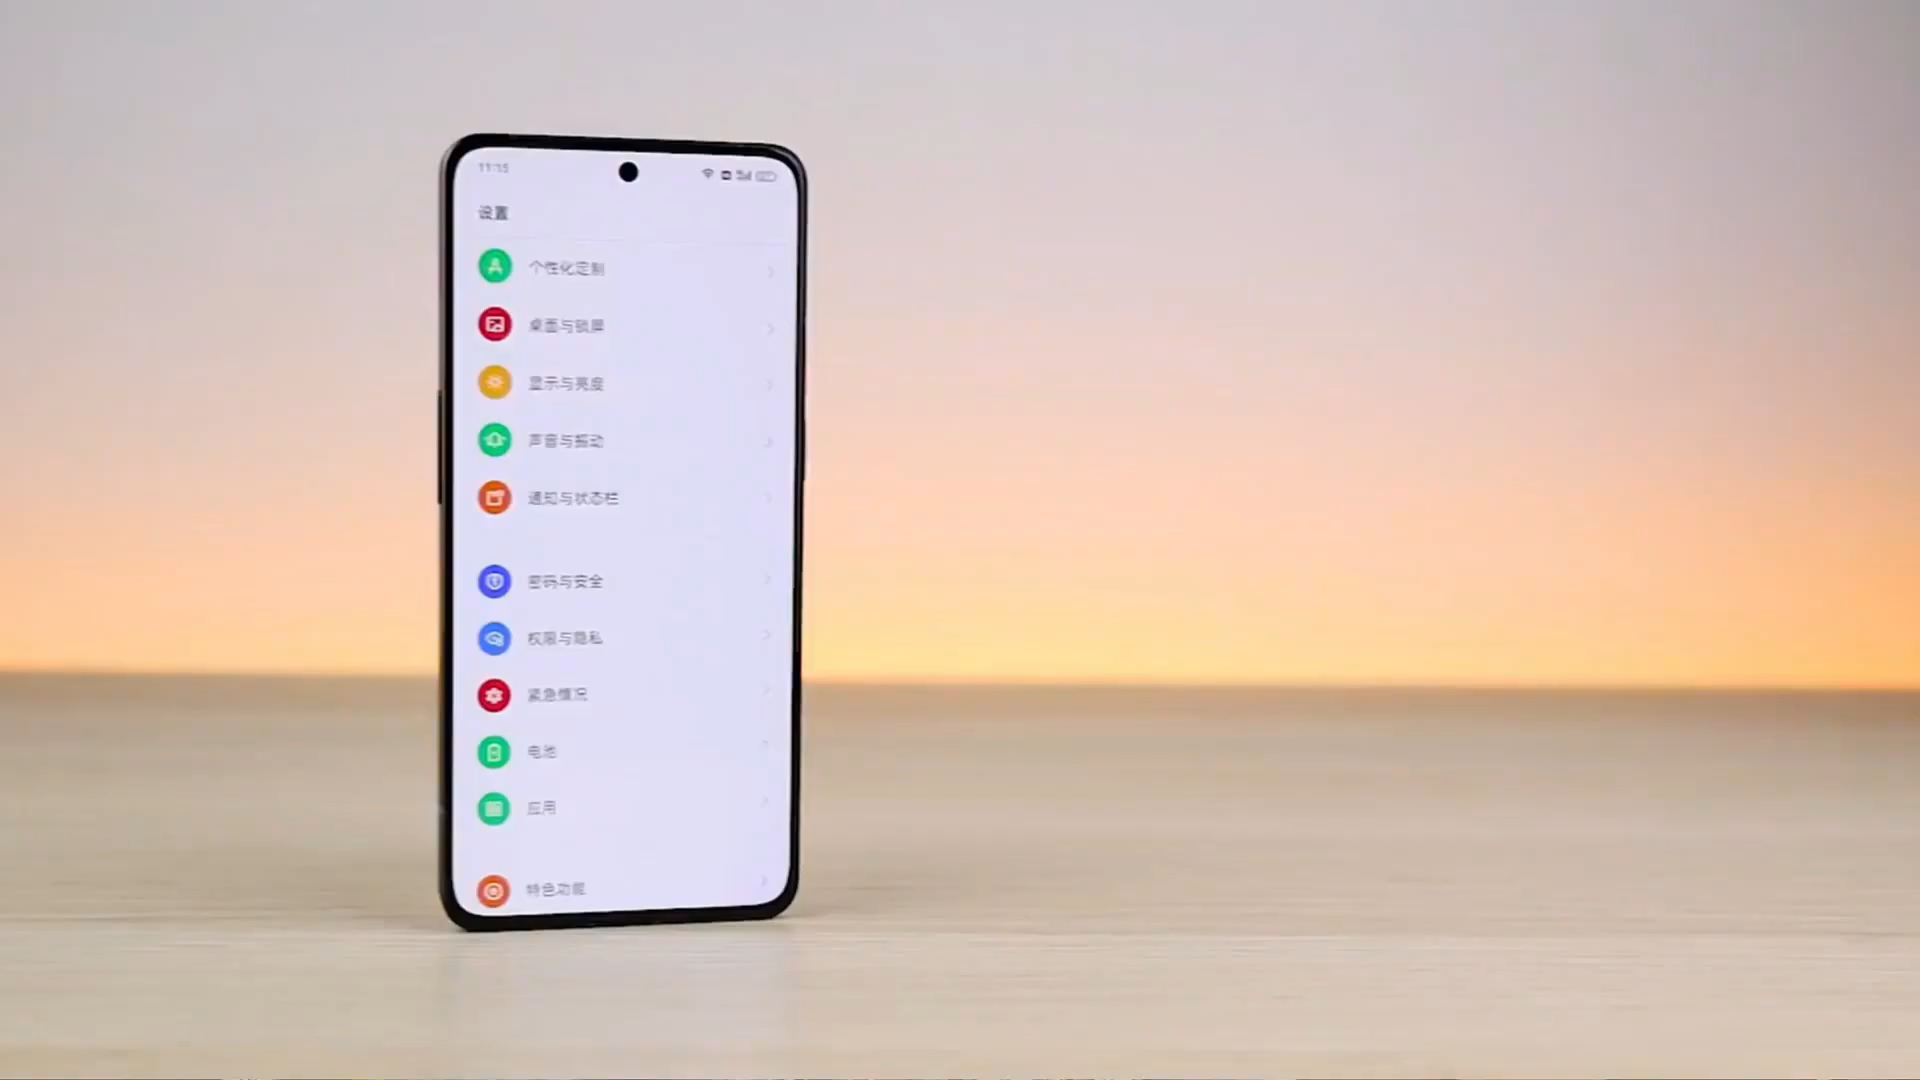 11:15
设置
个性化定制
桌面与锁屏
显示与亮度
声音与振动
通知与状态栏
密码与安全
权限与隐私
紧急情况
电池
应用
特色功能